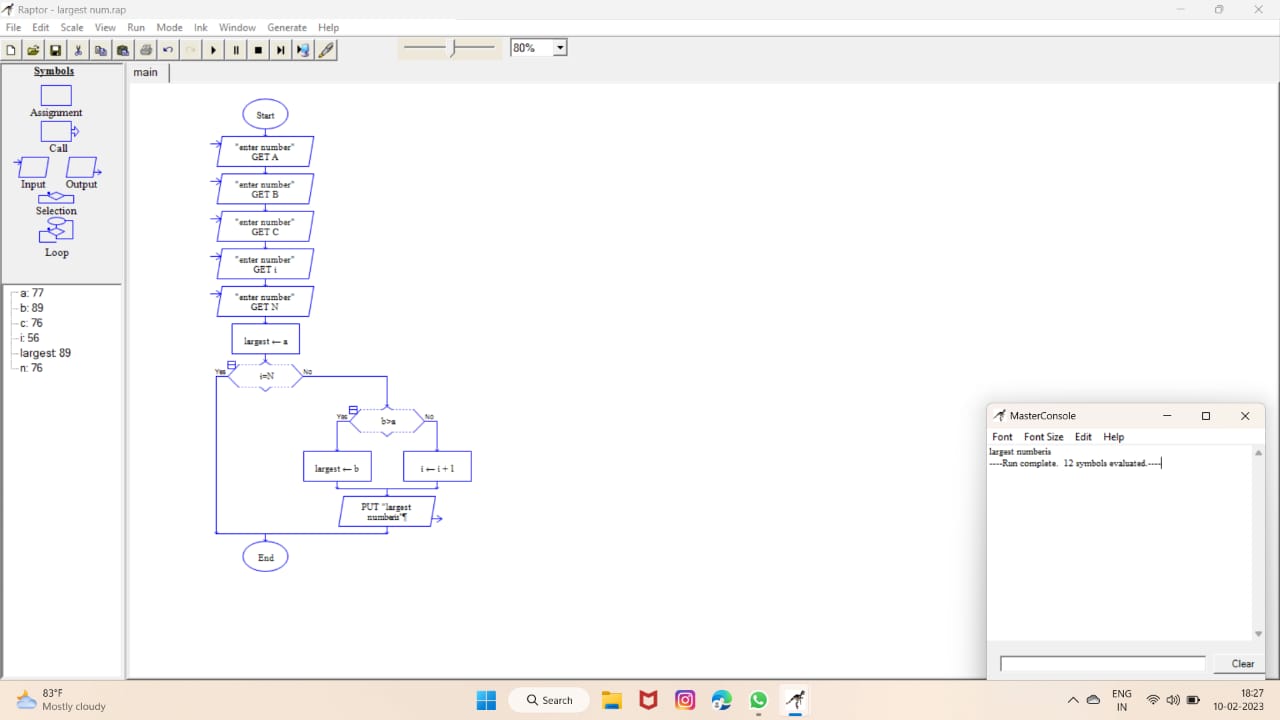 Raptor - largest num.rap
File Edit Scale View Run Mode Ink Window Generate Help
80%
Symbols
Assignment
Call
Input Output
Selection
Loop
a: 77
b: 89
c: 76
i: 56
largest: 89
n: 76
main
Start
"enter number"
GET A
"enter number"
GET B
"enter number"
GET C
"enter number"
GET i
"enter number"
GET N
largest ← a
Yes i=N No
Yes b>a No
largest ← b
i ← i + 1
PUT "largest
numberis"¶
End
MasterConsole
Font Font Size Edit Help
largest numberis
----Run complete. 12 symbols evaluated.----
Clear
83°F
Mostly cloudy
Search
ENG
IN
18:27
10-02-2023